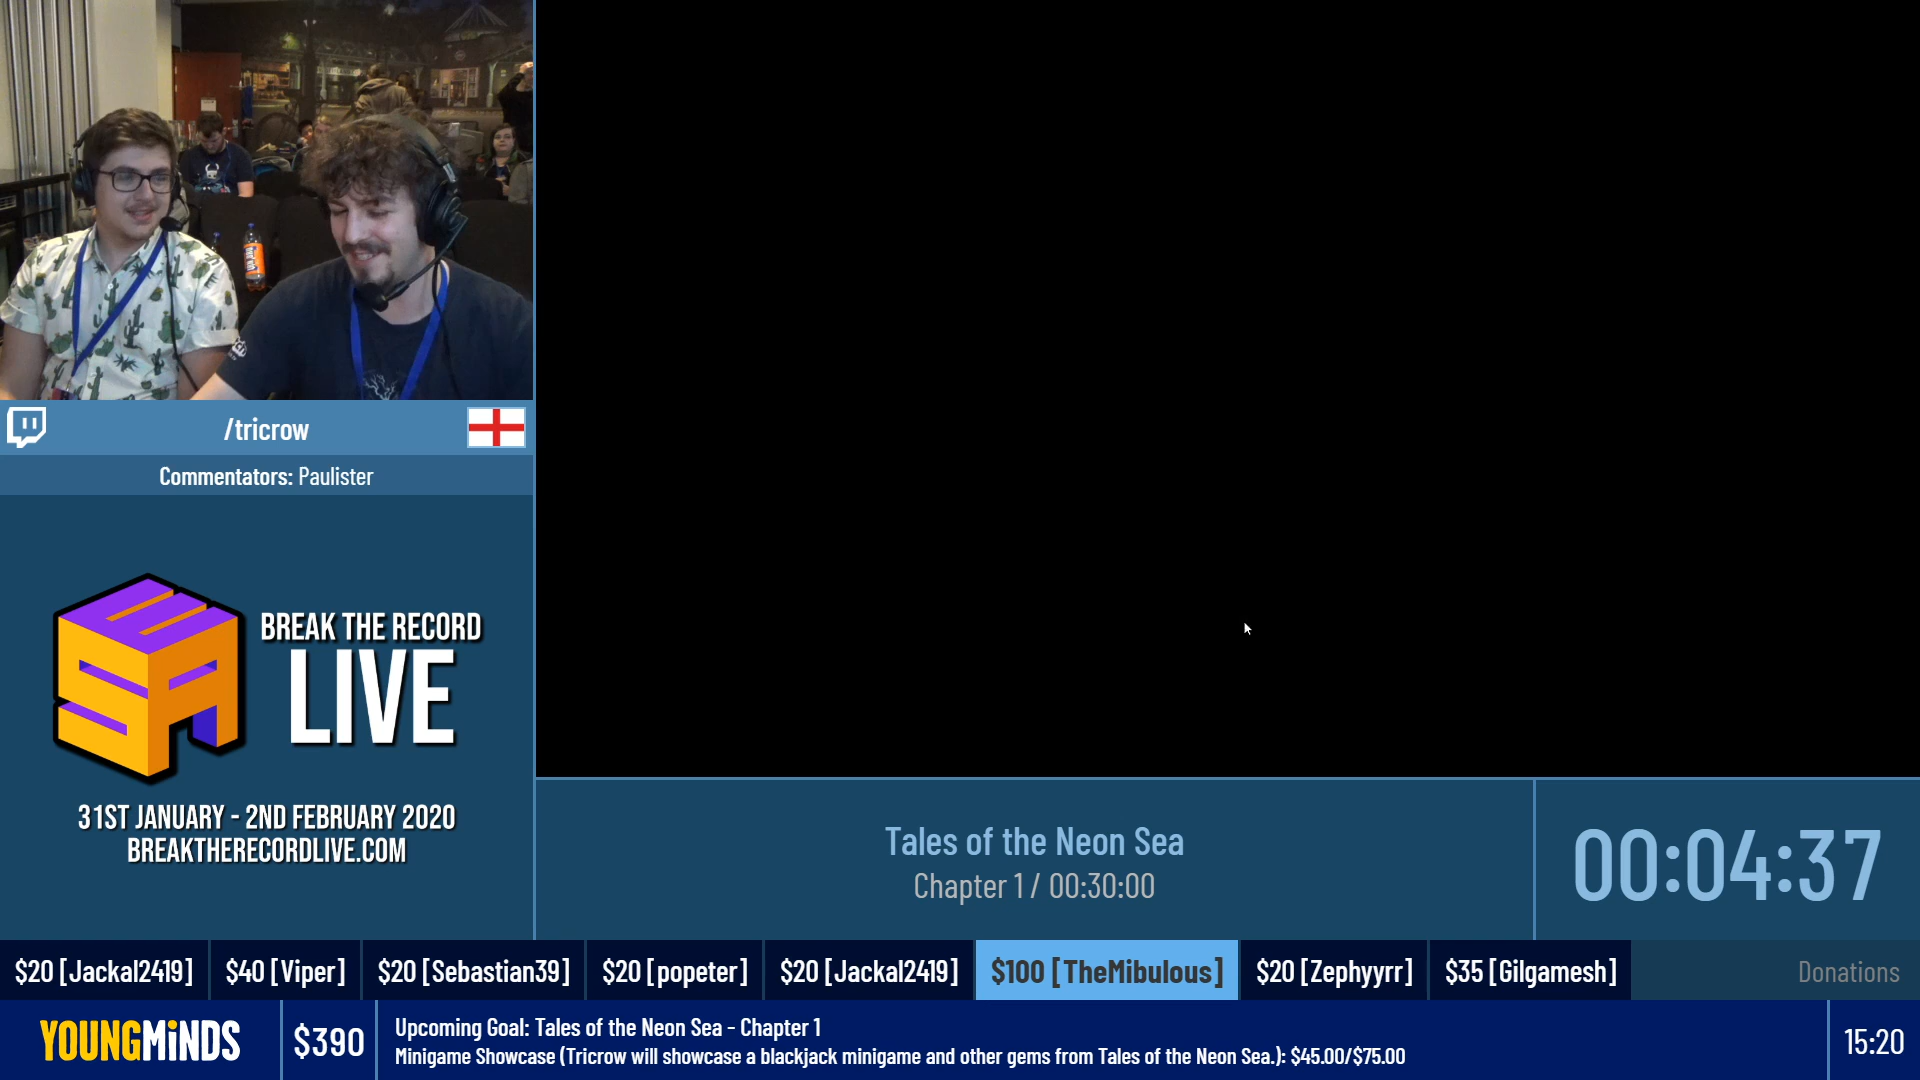 /tricrow
Commentators: Paulister
ESA
BREAK THE RECORD
LIVE
31ST JANUARY - 2ND FEBRUARY 2020
BREAKTHERECORDLIVE.COM
Tales of the Neon Sea
Chapter 1 / 00:30:00
00:04:37
$20 [Jackal2419] $40 [Viper] $20 [Sebastian39] $20 [popeter] $20 [Jackal2419] $100 [TheMibulous] $20 [Zephyyrr] $35 [Gilgamesh] Donations
YOUNGMiNDS
$390
Upcoming Goal: Tales of the Neon Sea - Chapter 1
Minigame Showcase (Tricrow will showcase a blackjack minigame and other gems from Tales of the Neon Sea.): $45.00/$75.00
15:20